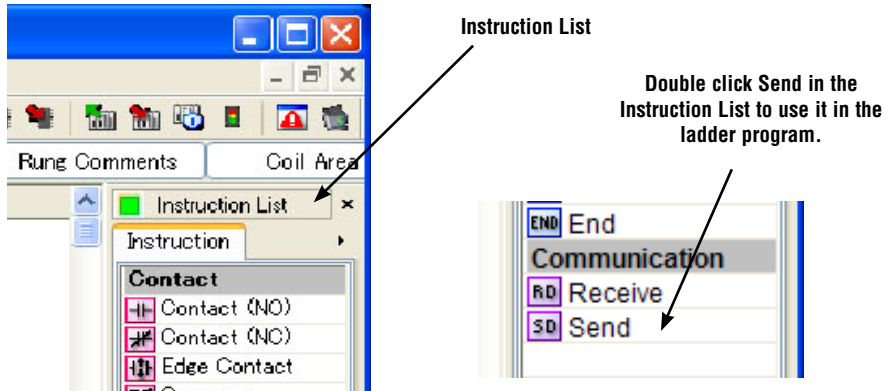 Instruction List
Double click Send in the
Instruction List to use it in the
ladder program.
Rung Comments
Coil Area
Instruction List
Instruction
Contact
Contact (NO)
Contact (NC)
Edge Contact
END End
Communication
RD Receive
SD Send